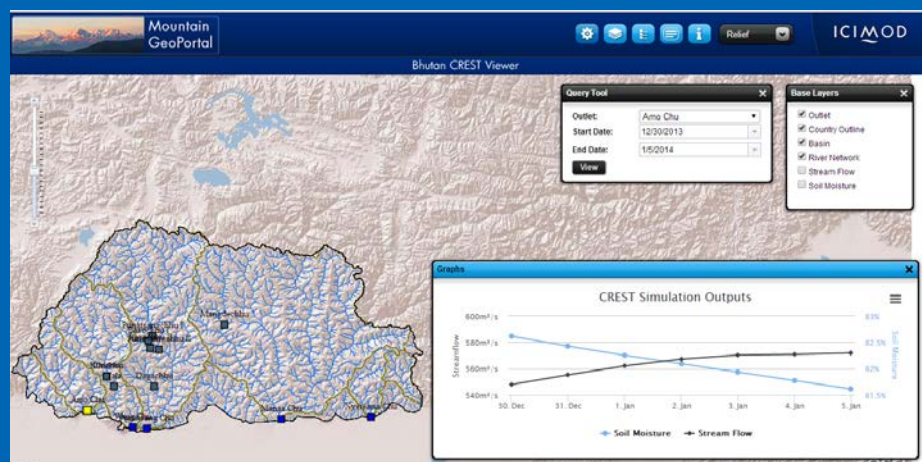 Mountain
GeoPortal
Relief
ICIMOD
Bhutan CREST Viewer
Query Tool
Outlet: Amo Chu
Start Date: 12/30/2013
End Date: 1/5/2014
View
Base Layers
Outlet
Country Outline
Basin
River Network
Stream Flow
Soil Moisture
Amo Chu
Graphs
CREST Simulation Outputs
600m³/s 83%
580m³/s 82.5%
560m³/s 82%
540m³/s 81.5%
Streamflow
Soil Moisture
30. Dec 31. Dec 1. Jan 2. Jan 3. Jan 4. Jan 5. Jan
Soil Moisture Stream Flow